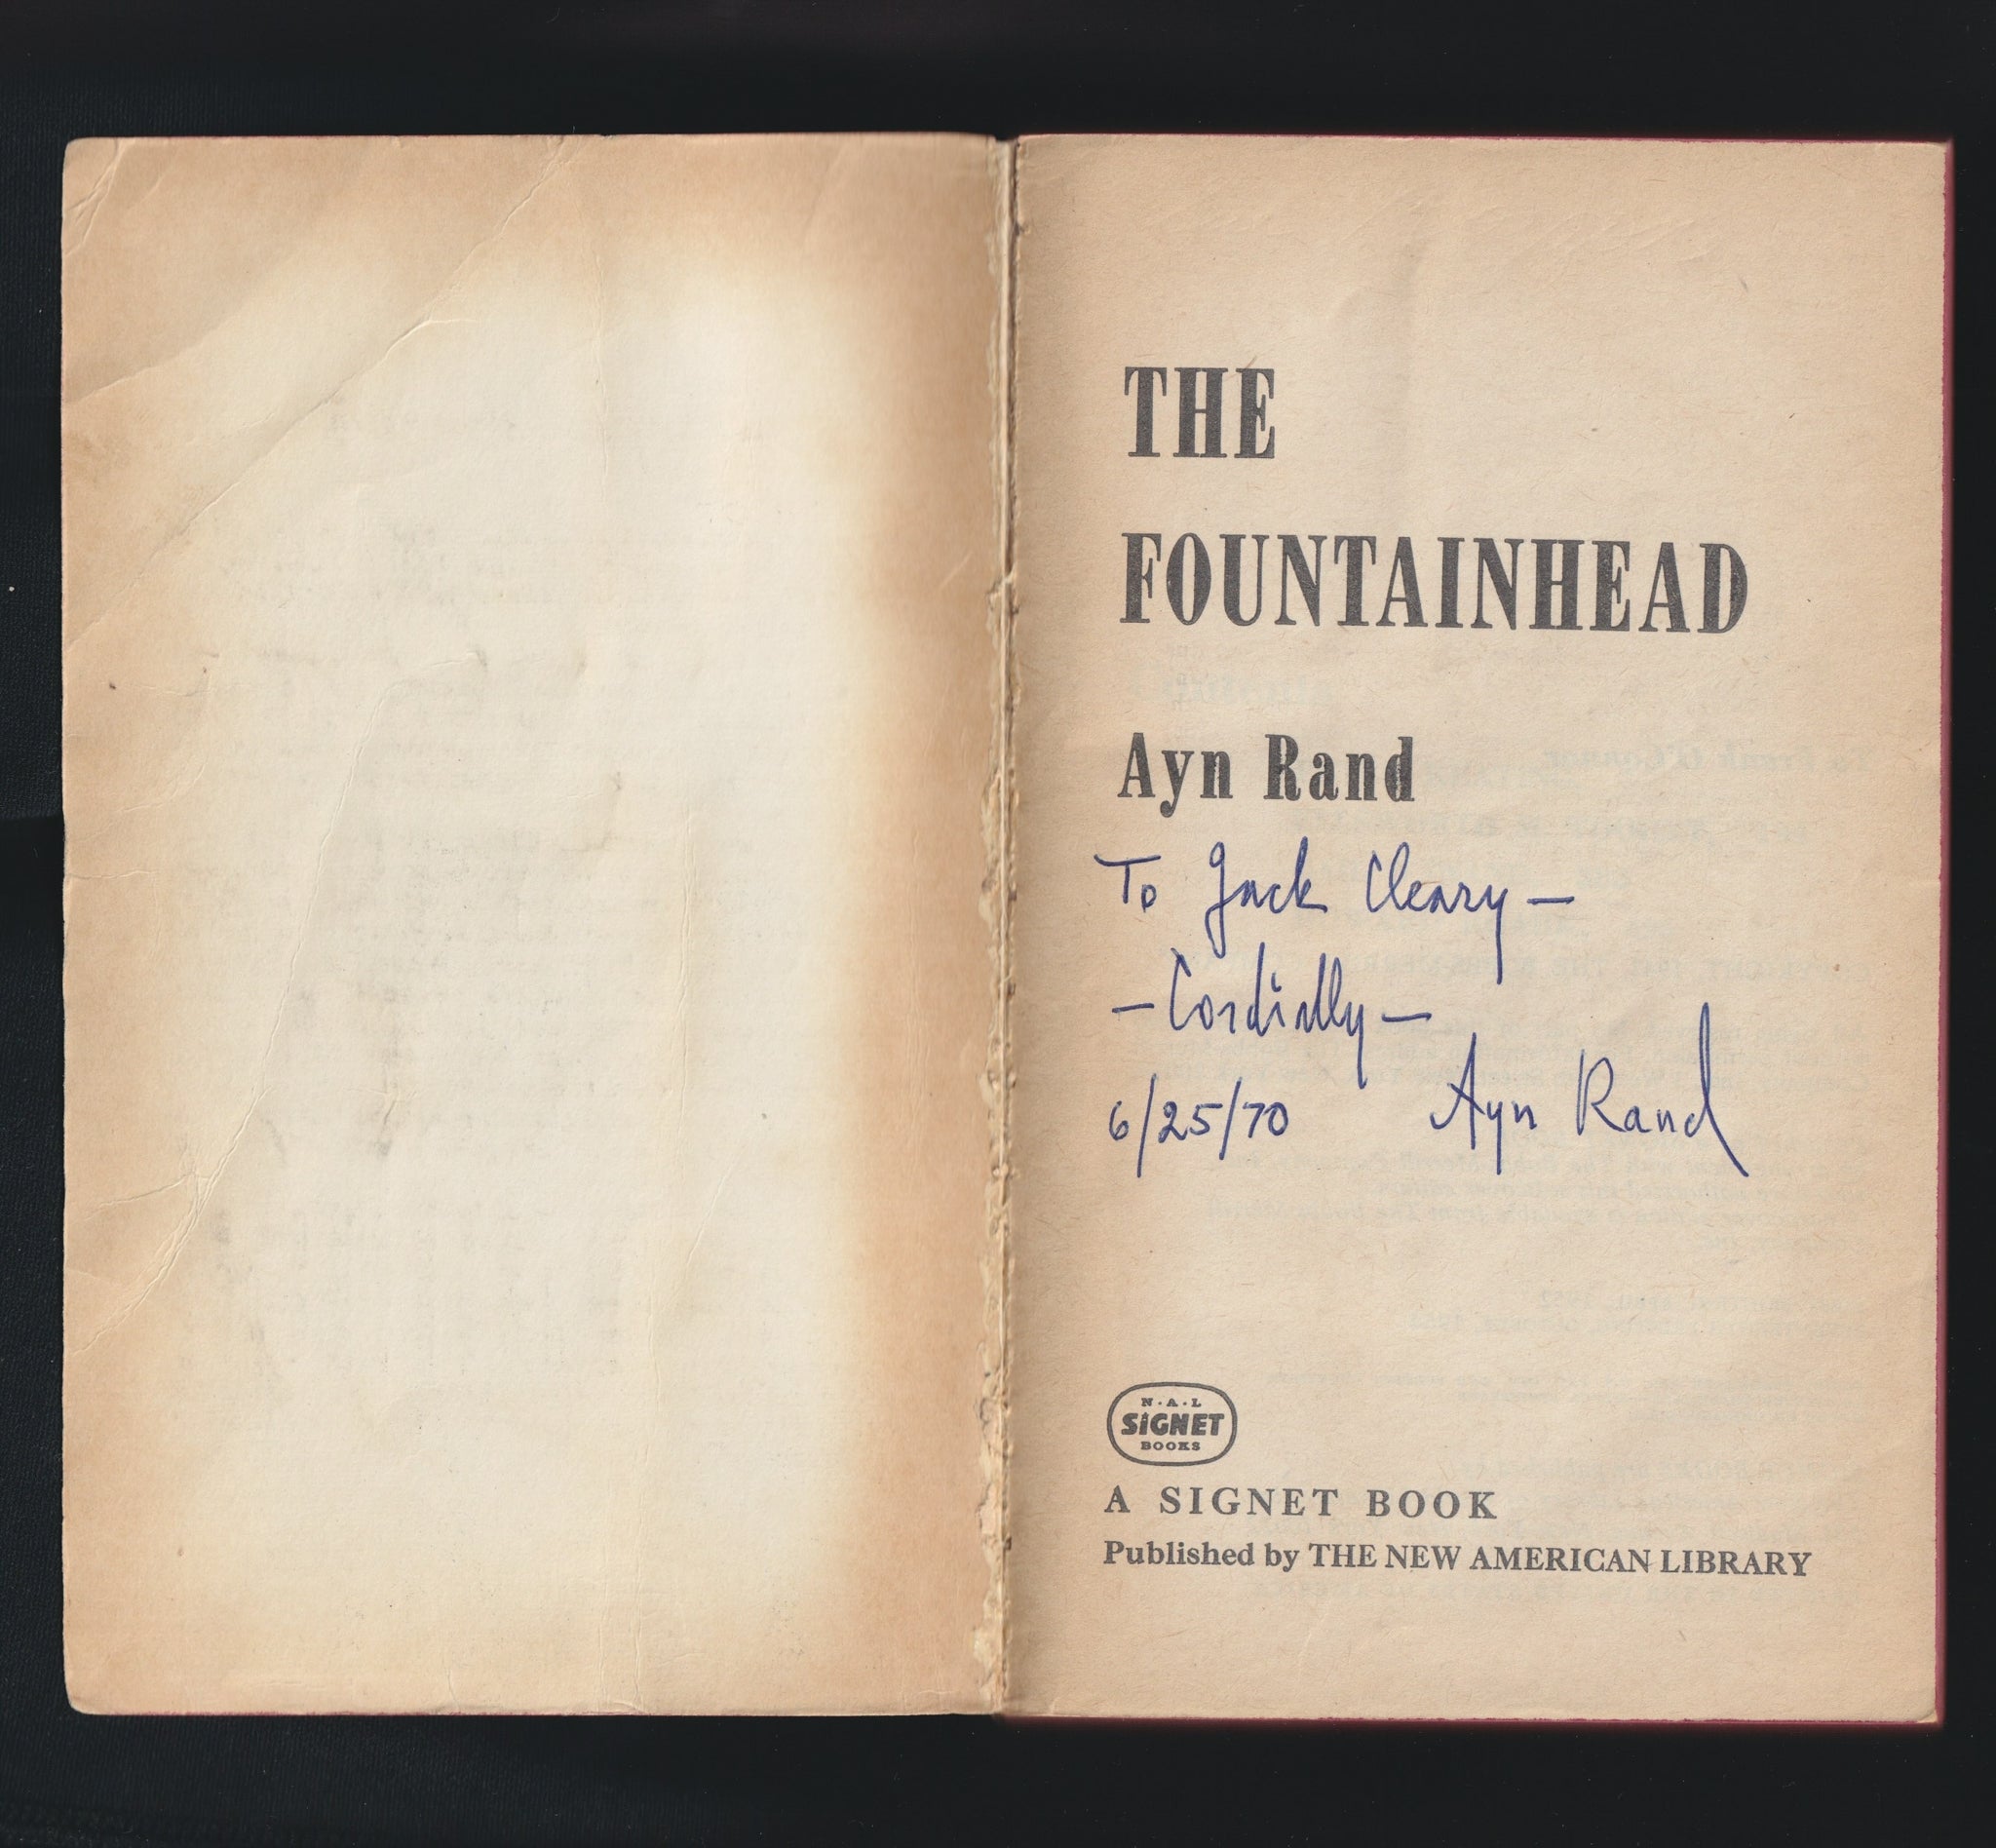 THE
FOUNTAINHEAD
Ayn Rand
To Jack Cleary —
— Cordially —
6/25/70 Ayn Rand
N·A·L
SIGNET
BOOKS
A SIGNET BOOK
Published by THE NEW AMERICAN LIBRARY